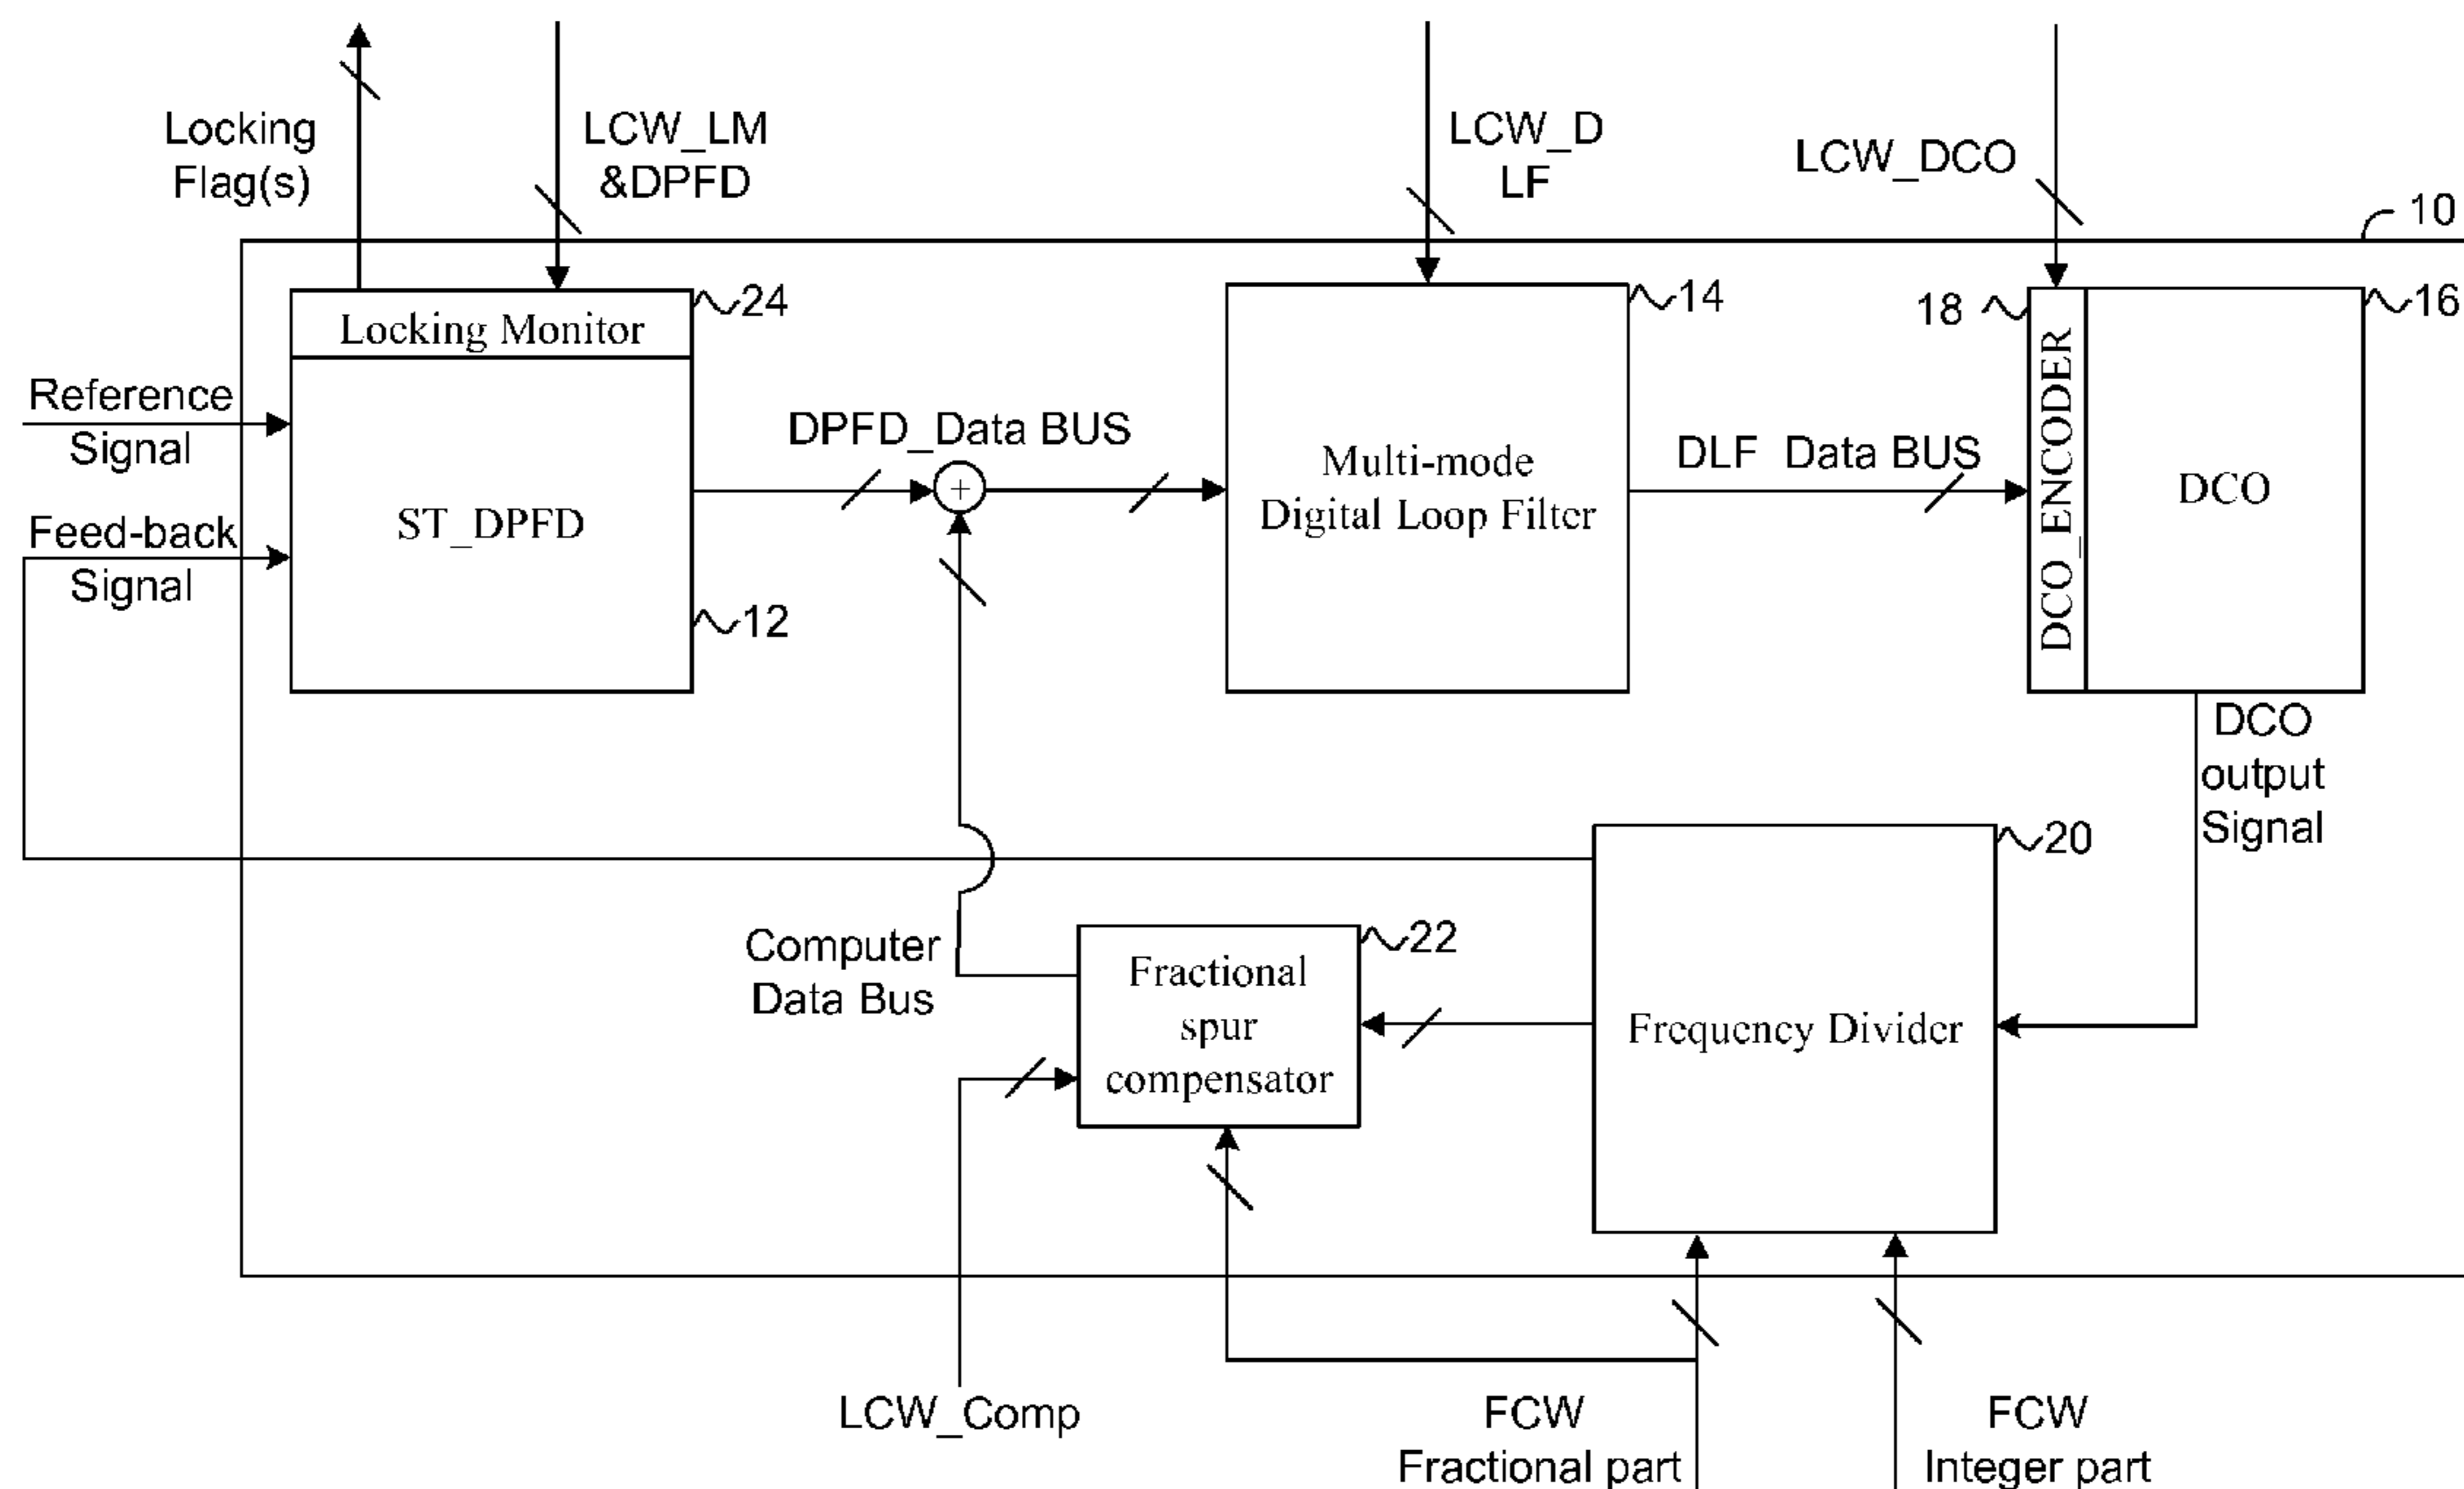 Locking
Flag(s)
LCW_LM
&DPFD
LCW_D
LF
LCW_DCO
10
24
Locking Monitor
14
18
16
Reference
Signal
DPFD_Data BUS
Multi-mode
Digital Loop Filter
DLF Data BUS
DCO_ENCODER
DCO
ST_DPFD
Feed-back
Signal
12
DCO
output
Signal
20
22
Computer
Data Bus
Fractional
spur
compensator
Frequency Divider
LCW_Comp
FCW
Fractional part
FCW
Integer part
+